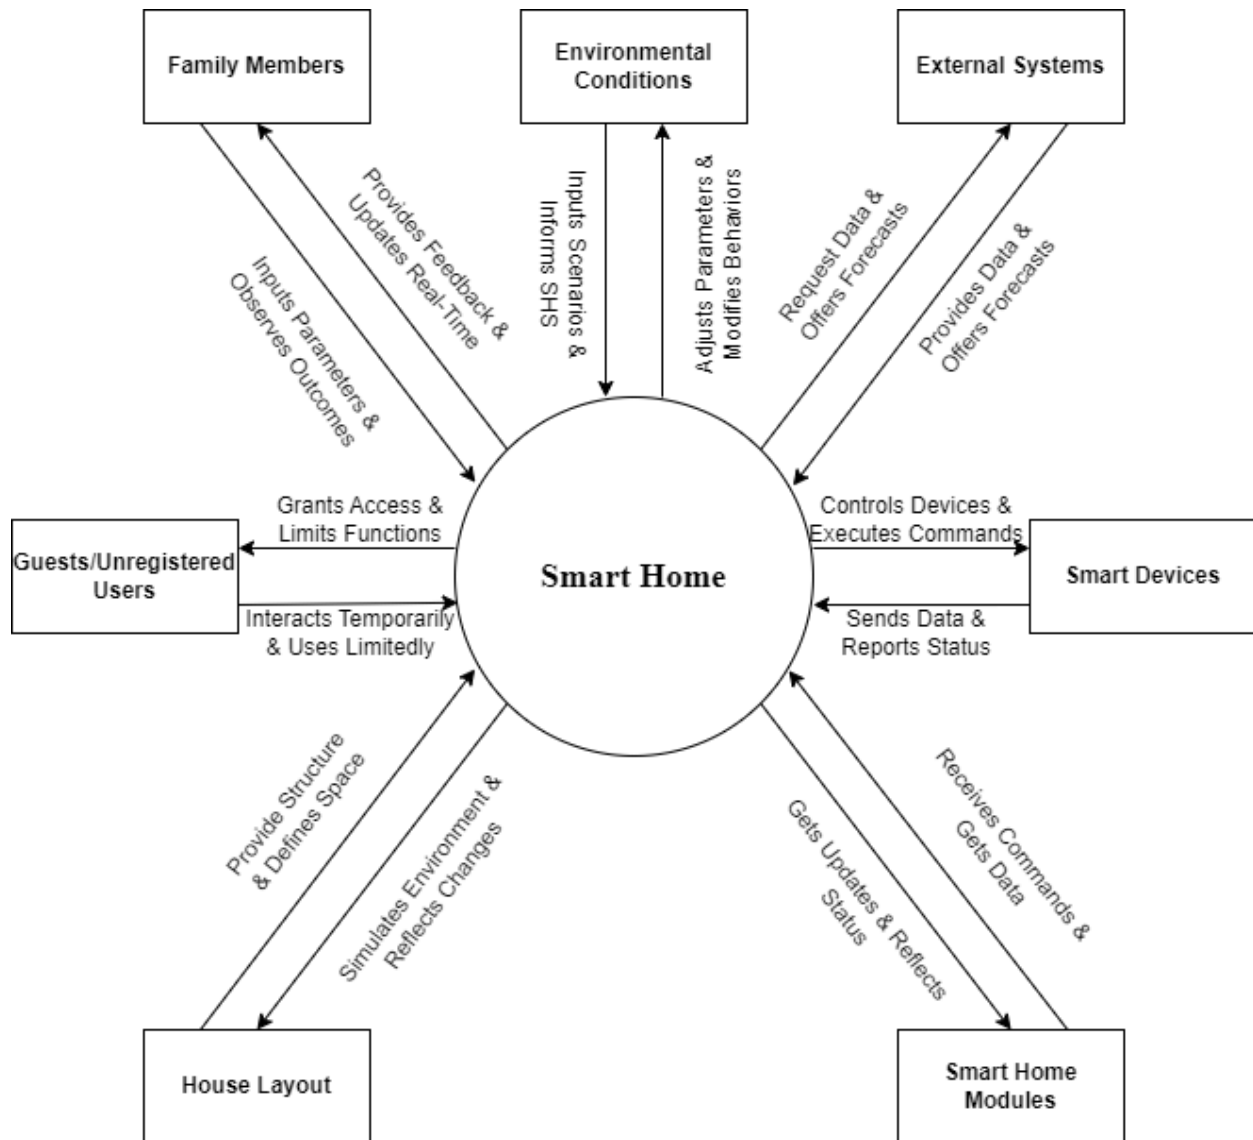 Family Members
Environmental
Conditions
External Systems
Provides Feedback &
Updates Real-Time
Inputs Parameters &
Observes Outcomes
Inputs Scenarios &
Informs SHS
Adjusts Parameters &
Modifies Behaviors
Request Data &
Offers Forecasts
Provides Data &
Offers Forecasts
Grants Access &
Limits Functions
Controls Devices &
Executes Commands
Guests/Unregistered
Users
Smart Home
Smart Devices
Interacts Temporarily
& Uses Limitedly
Sends Data &
Reports Status
Provide Structure
& Defines Space
Simulates Environment &
Reflects Changes
Gets Updates & Reflects
Status
Receives Commands &
Gets Data
House Layout
Smart Home
Modules